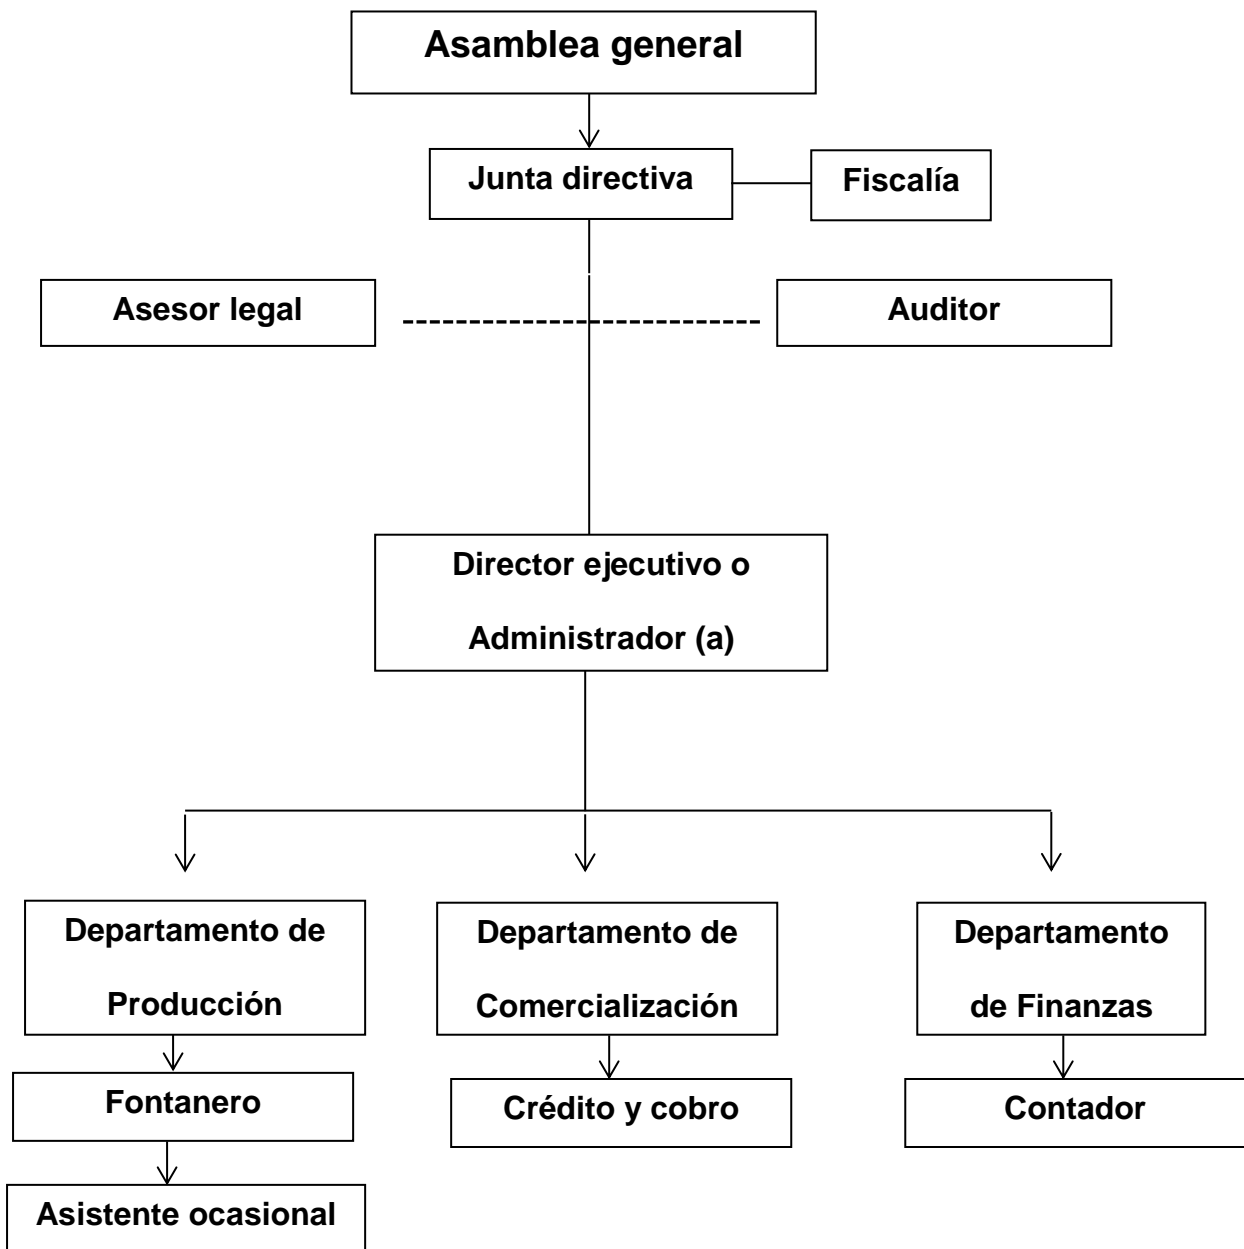 Asamblea general
Junta directiva
Fiscalía
Asesor legal
Auditor
Director ejecutivo o
Administrador (a)
Departamento de
Producción
Departamento de
Comercialización
Departamento
de Finanzas
Fontanero
Crédito y cobro
Contador
Asistente ocasional